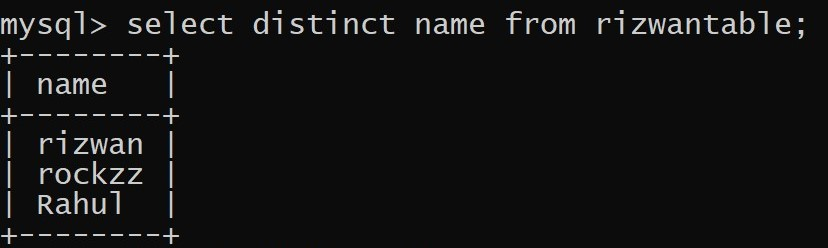 mysql> select distinct name from rizwantable;
+--------+
| name   |
+--------+
| rizwan |
| rockzz |
| Rahul  |
+--------+